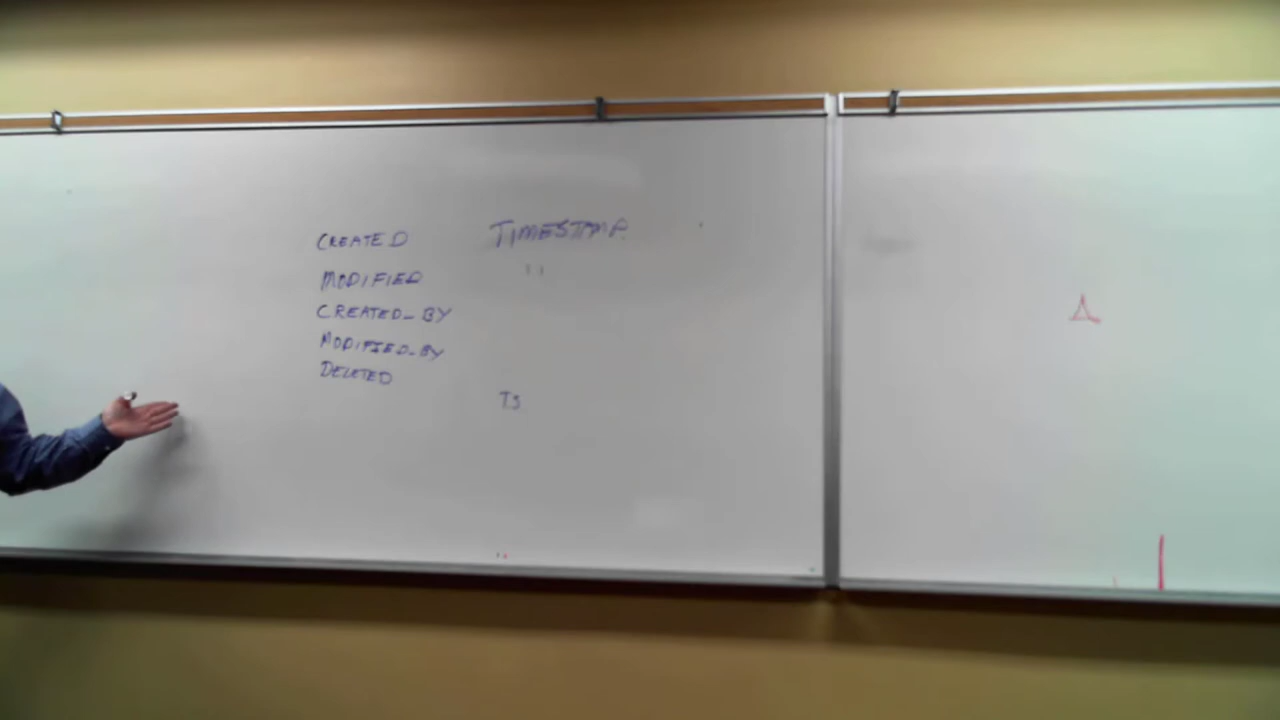 CREATED TIMESTAMP
MODIFIED "
CREATED_BY
MODIFIED_BY
DELETED
TS